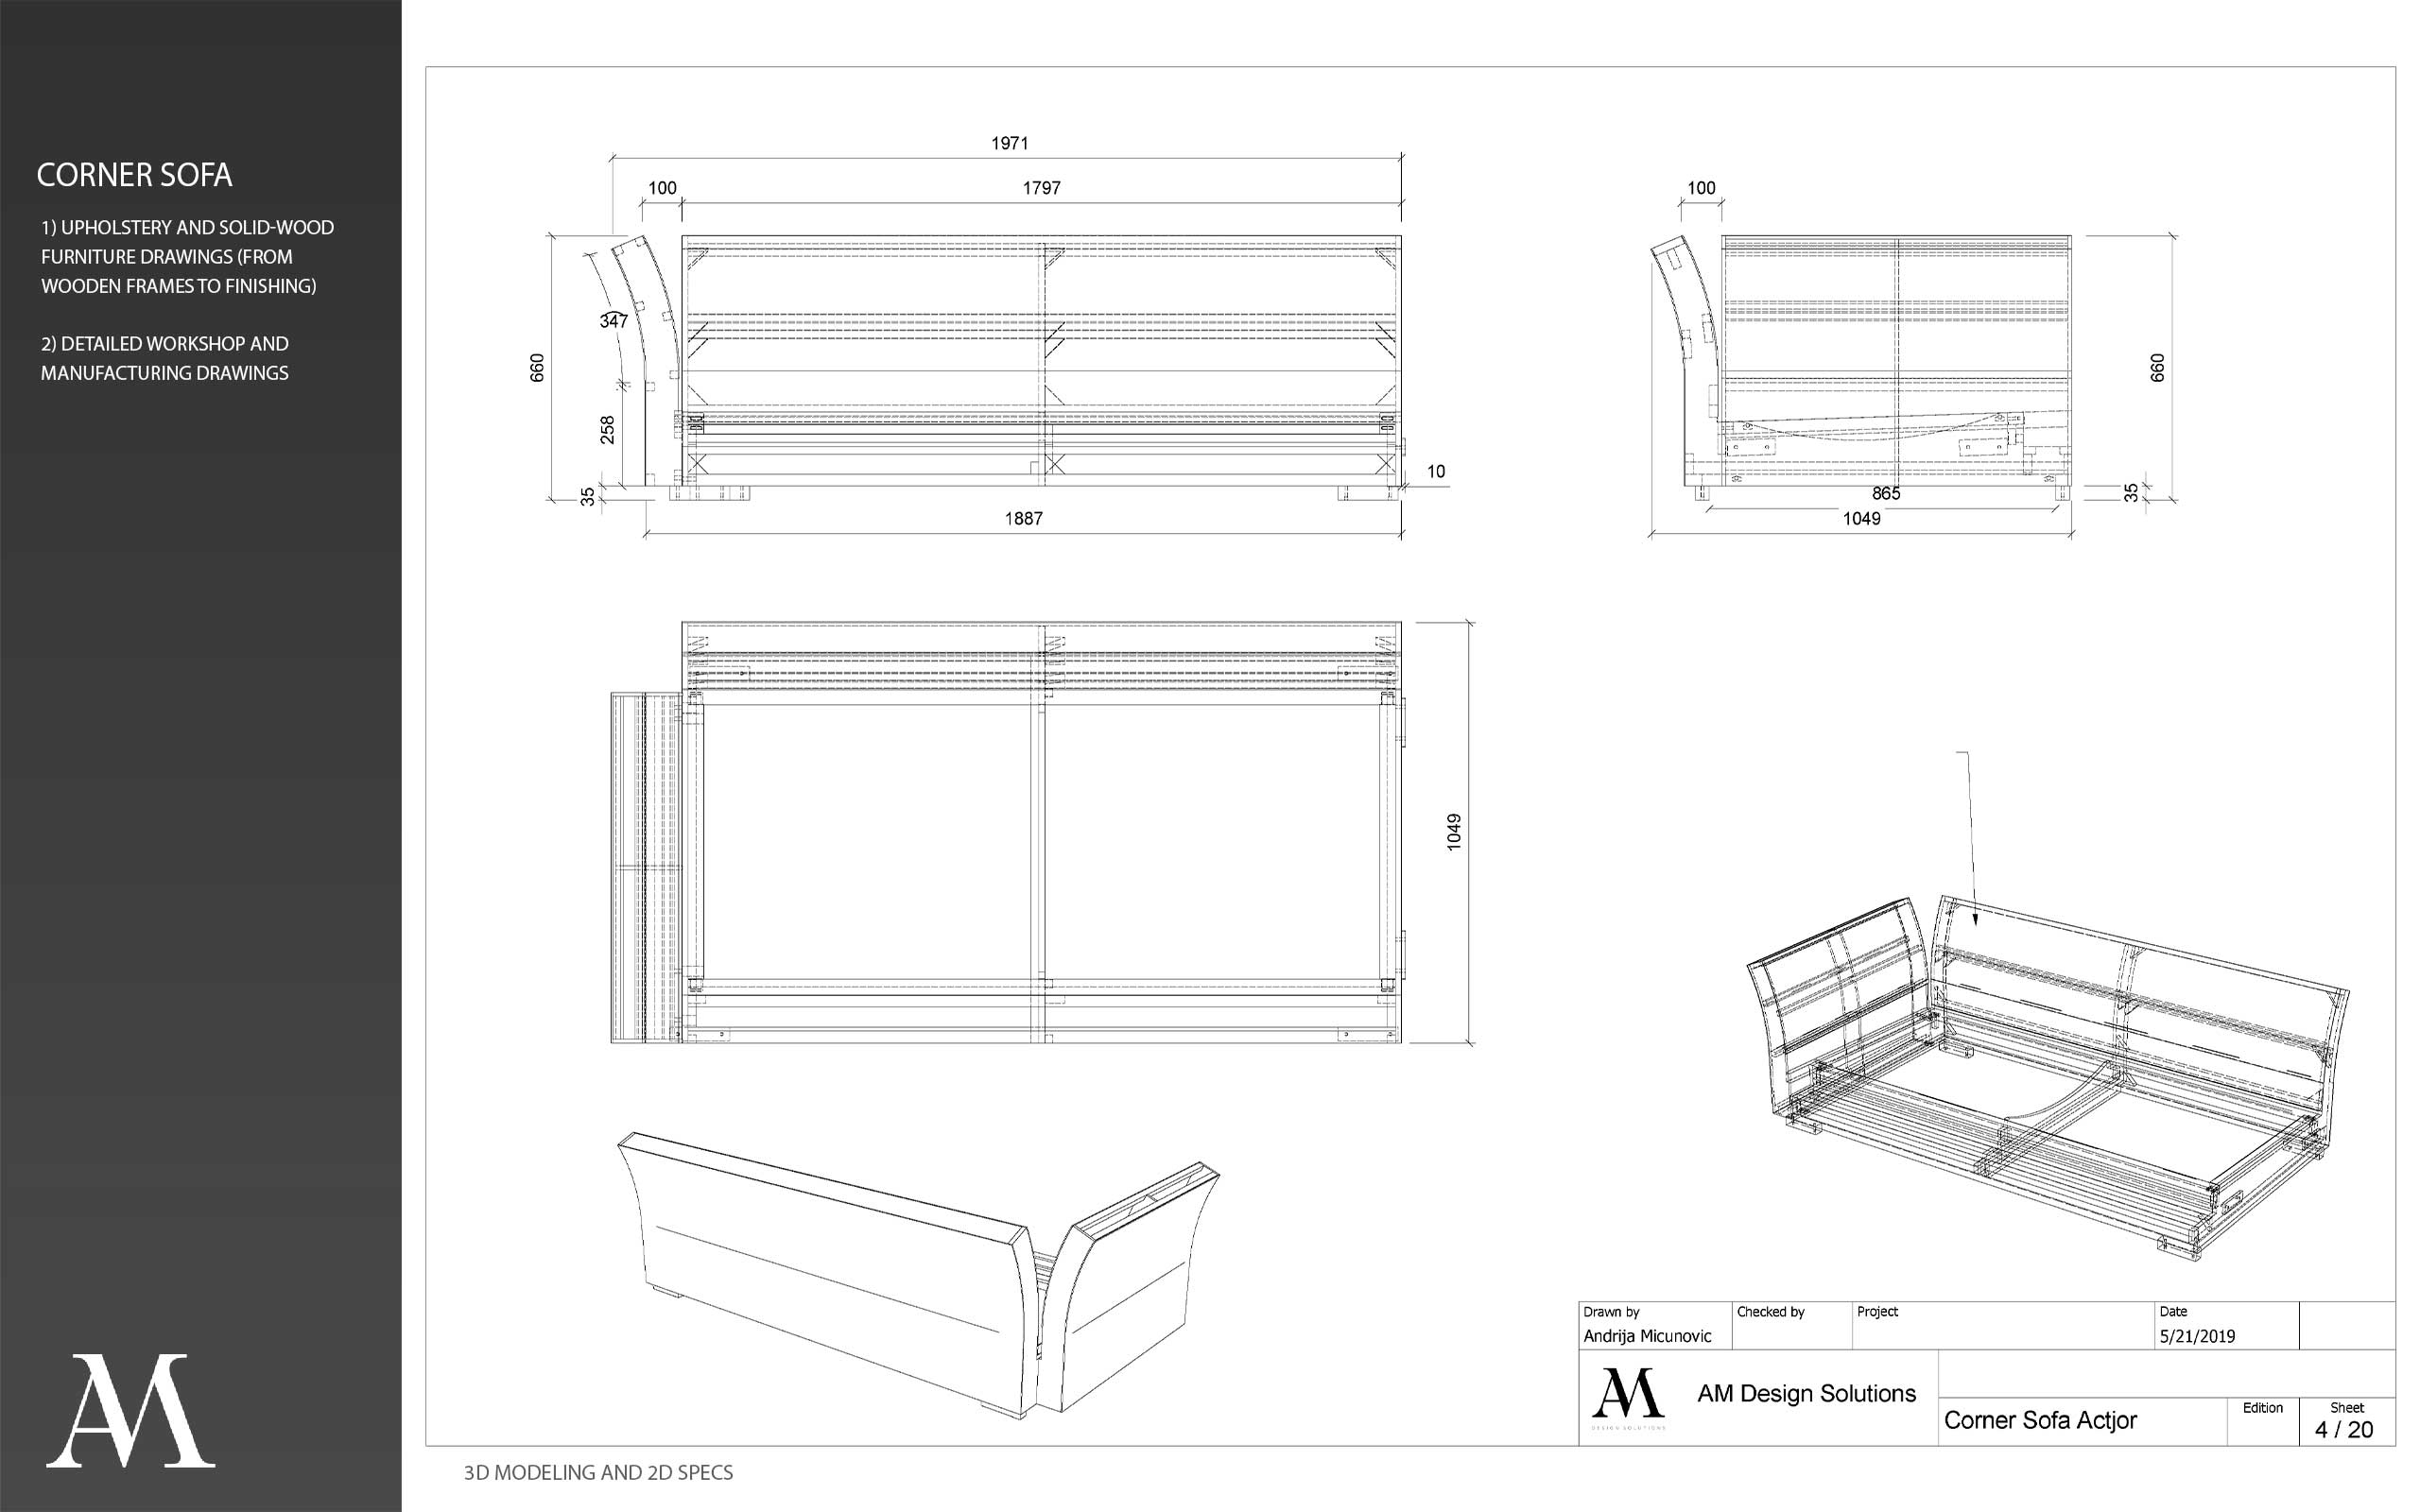 CORNER SOFA
1) UPHOLSTERY AND SOLID-WOOD
FURNITURE DRAWINGS (FROM
WOODEN FRAMES TO FINISHING)
2) DETAILED WORKSHOP AND
MANUFACTURING DRAWINGS
AM
1971
100
1797
347
660
258
35
10
1887
100
660
35
865
1049
1049
Drawn by
Andrija Micunovic
Checked by
Project
Date
5/21/2019
AM
DESIGN SOLUTIONS
AM Design Solutions
Corner Sofa Actjor
Edition
Sheet
4 / 20
3D MODELING AND 2D SPECS